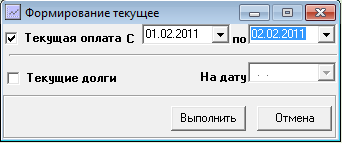 Формирование текущее
Текущая оплата С 01.02.2011 по 02.02.2011
Текущие долги На дату . .
Выполнить Отмена